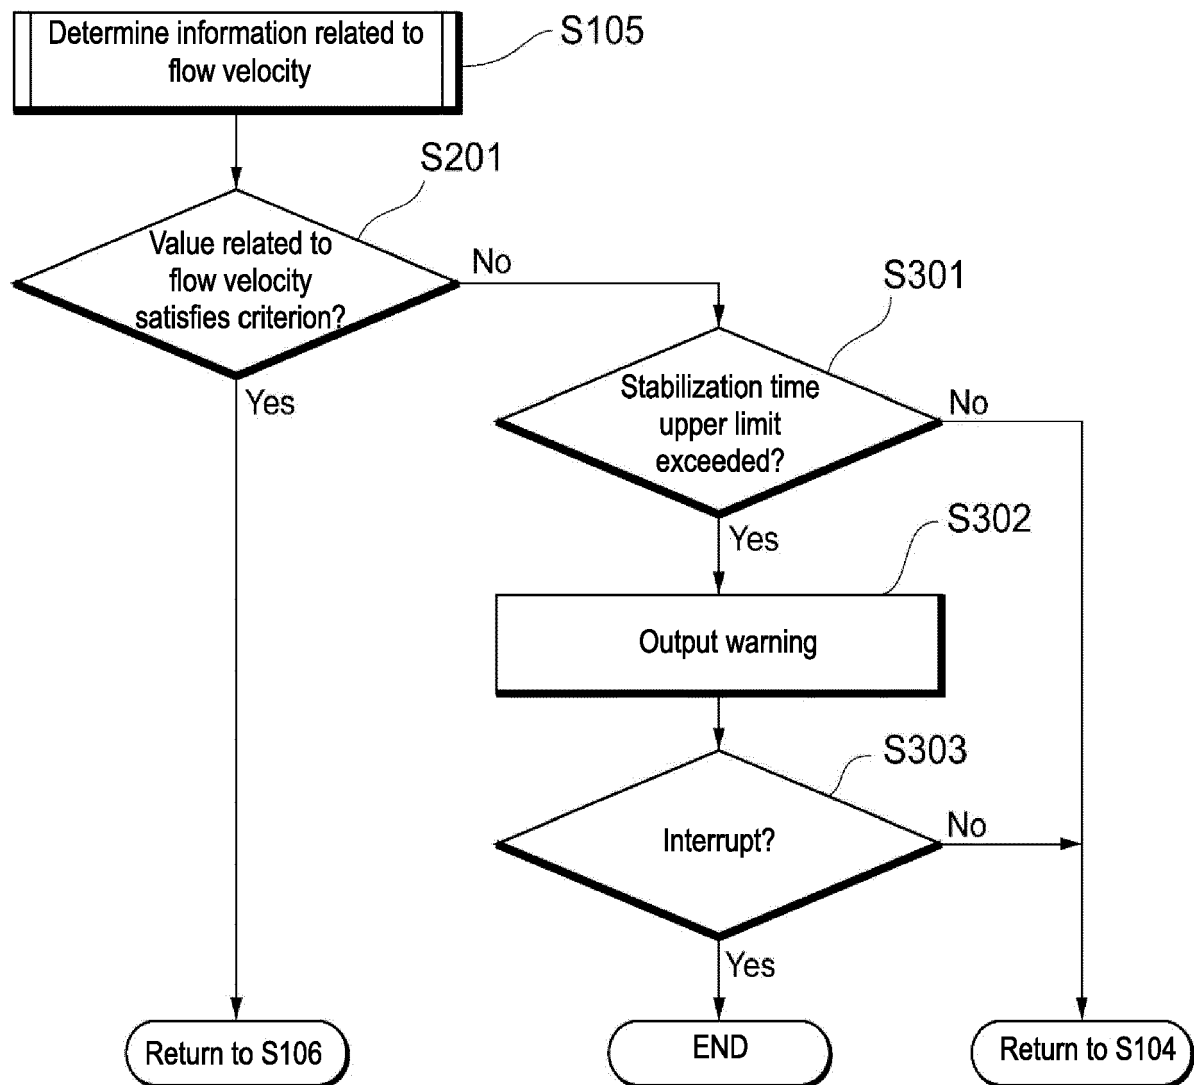 Determine information related to
flow velocity
S105
S201
Value related to
flow velocity
satisfies criterion?
No
Yes
S301
Stabilization time
upper limit
exceeded?
No
Yes
S302
Output warning
S303
Interrupt?
No
Yes
Return to S106
END
Return to S104